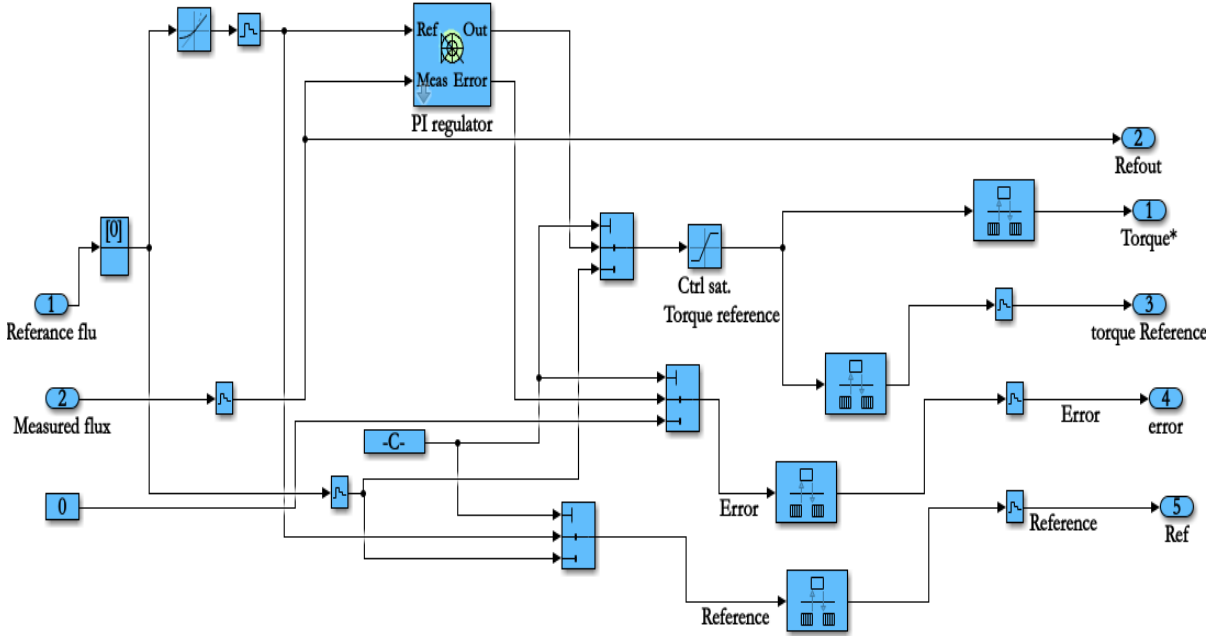 Ref Out
Meas Error
PI regulator
2
Refout
[0]
1
Torque*
Ctrl sat.
Torque reference
1
Referance flu
3
torque Reference
2
Measured flux
Error
4
error
-C-
0
Error
Reference
5
Ref
Reference